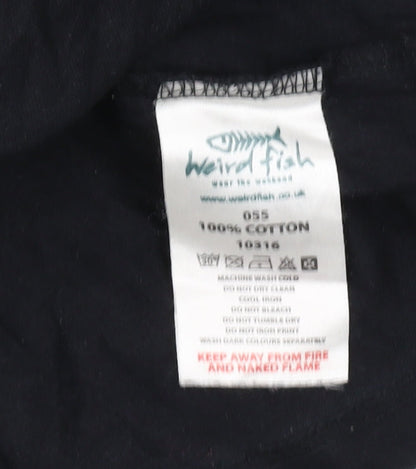 weird fish
wear the weekend
www.weirdfish.co.uk
055
100% COTTON
10316
30°
MACHINE WASH COLD
DO NOT DRY CLEAN
COOL IRON
DO NOT BLEACH
DO NOT TUMBLE DRY
DO NOT IRON PRINT
WASH DARK COLOURS SEPARATELY
KEEP AWAY FROM FIRE
AND NAKED FLAME